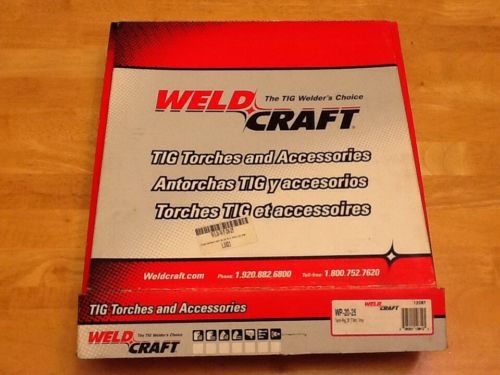 WELD
The TIG Welder's Choice
CRAFT®
TIG Torches and Accessories
Antorchas TIG y accesorios
Torches TIG et accessoires
Weldcraft.com Phone: 1.920.882.6800 Toll-free: 1.800.752.7620
TIG Torches and Accessories
WELD
The TIG Welder's Choice
CRAFT
WELD CRAFT
WP-20-25